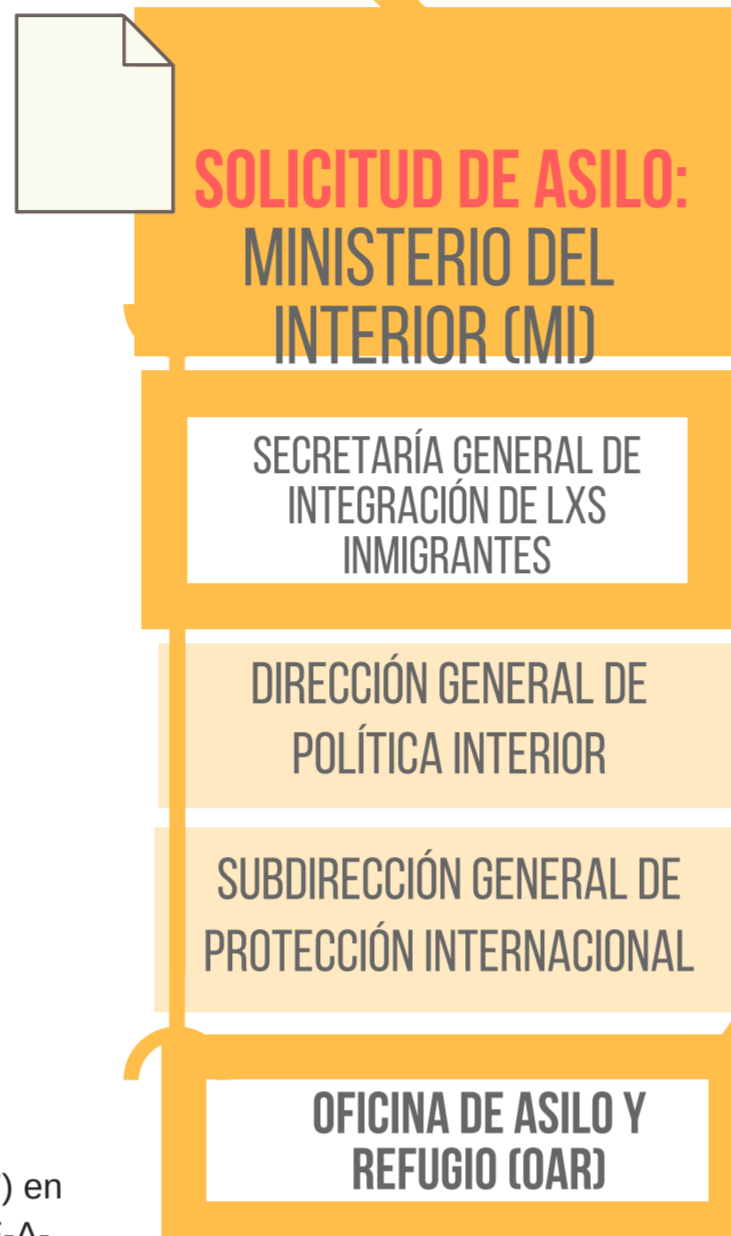 SOLICITUD DE ASILO:
MINISTERIO DEL
INTERIOR (MI)
SECRETARÍA GENERAL DE
INTEGRACIÓN DE LXS
INMIGRANTES
DIRECCIÓN GENERAL DE
POLÍTICA INTERIOR
SUBDIRECCIÓN GENERAL DE
PROTECCIÓN INTERNACIONAL
OFICINA DE ASILO Y
REFUGIO (OAR)
) en